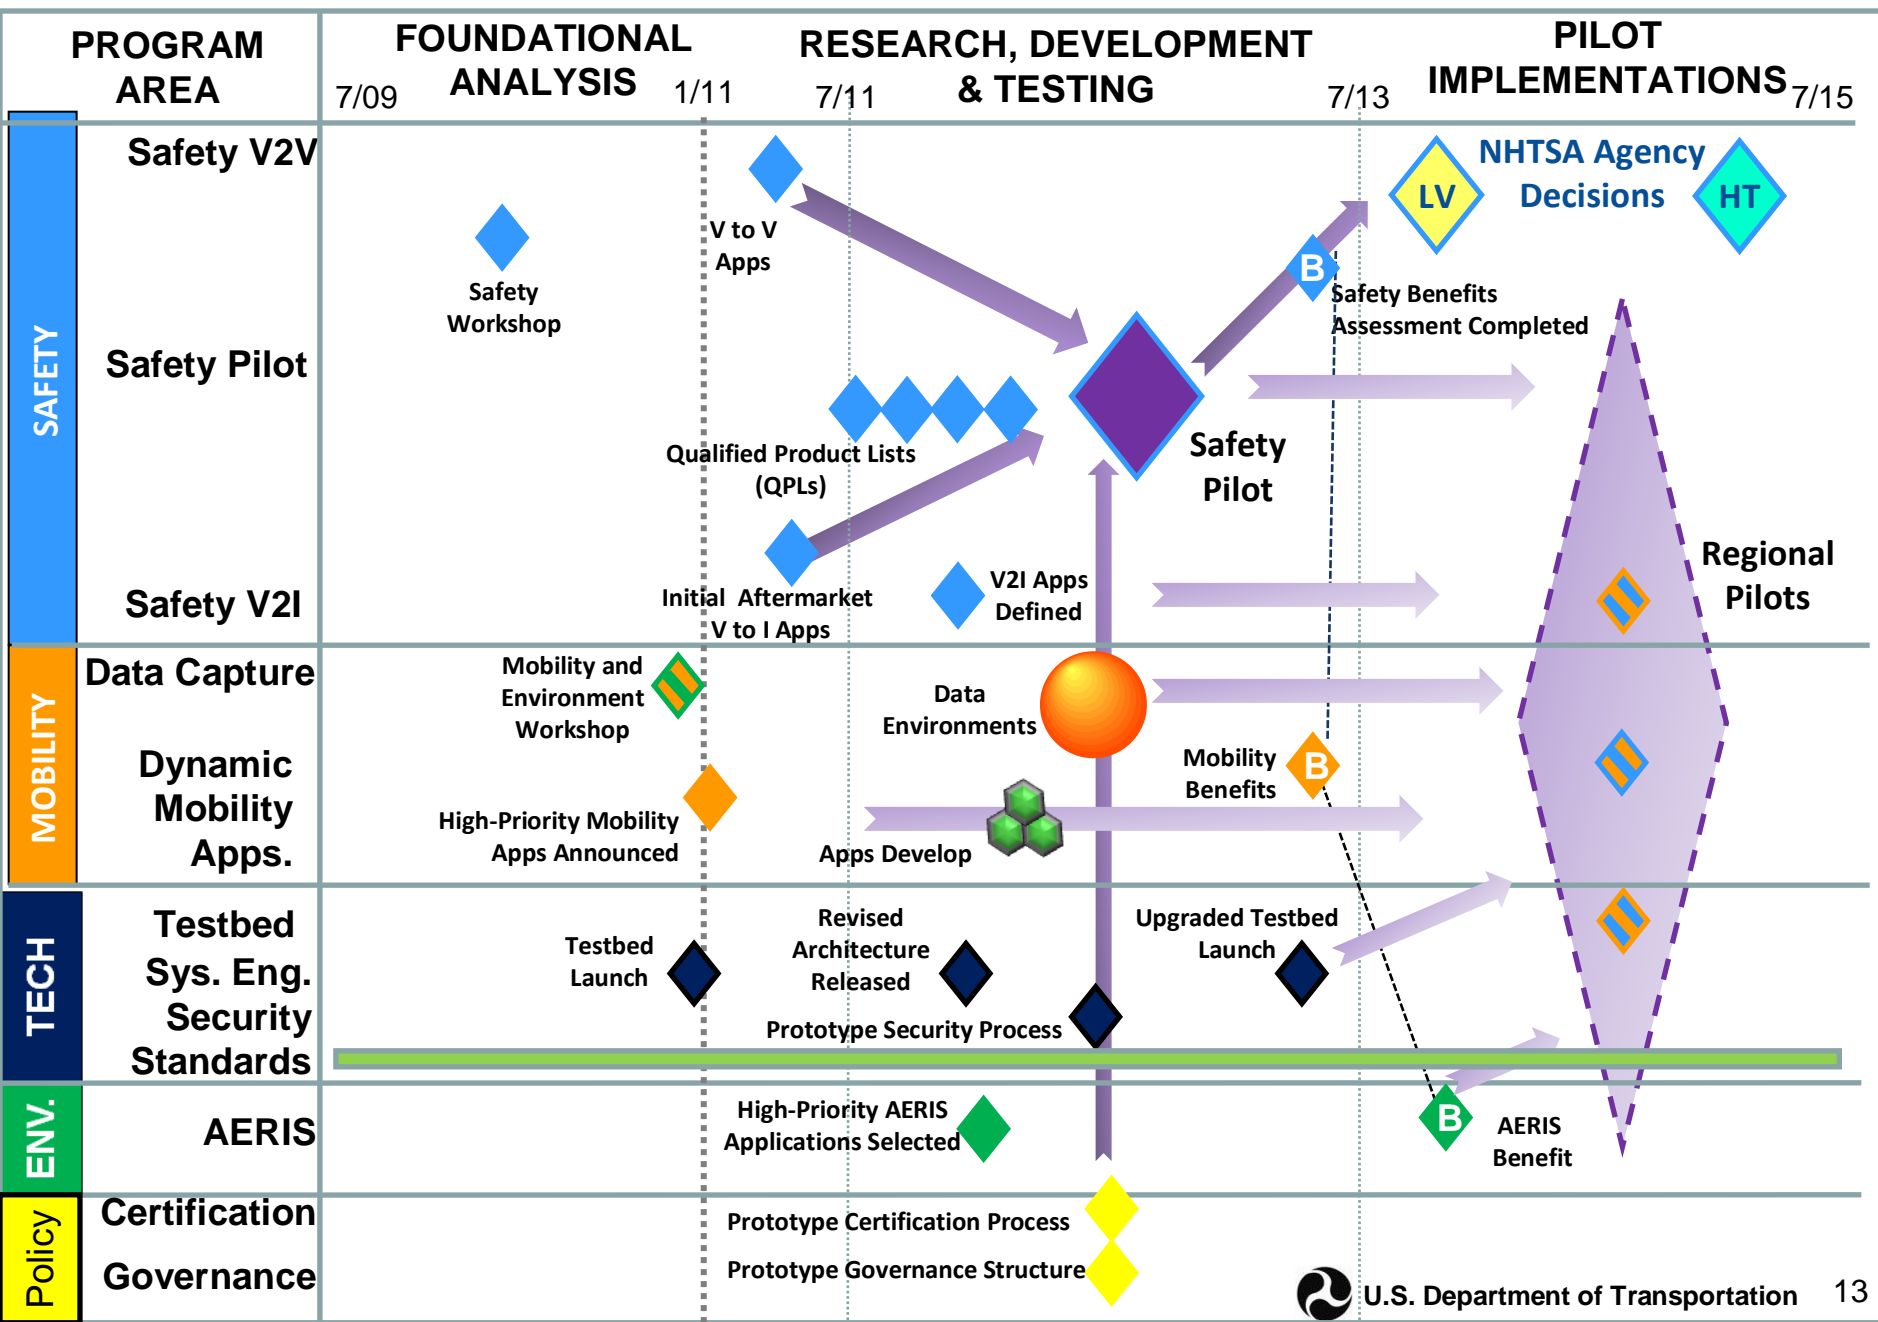 PROGRAM
AREA
FOUNDATIONAL
ANALYSIS
RESEARCH, DEVELOPMENT
& TESTING
PILOT
IMPLEMENTATIONS
7/09
1/11
7/11
7/13
7/15
SAFETY
Safety V2V
Safety Pilot
Safety V2I
Safety
Workshop
V to V
Apps
Qualified Product Lists
(QPLs)
Initial Aftermarket
V to I Apps
V2I Apps
Defined
Safety
Pilot
B
Safety Benefits
Assessment Completed
LV
NHTSA Agency
Decisions
HT
Regional
Pilots
MOBILITY
Data Capture
Dynamic
Mobility
Apps.
Mobility and
Environment
Workshop
High-Priority Mobility
Apps Announced
Data
Environments
Apps Develop
Mobility
Benefits
B
TECH
Testbed
Sys. Eng.
Security
Standards
Testbed
Launch
Revised
Architecture
Released
Prototype Security Process
Upgraded Testbed
Launch
ENV.
AERIS
High-Priority AERIS
Applications Selected
B
AERIS
Benefit
Policy
Certification
Governance
Prototype Certification Process
Prototype Governance Structure
U.S. Department of Transportation
13